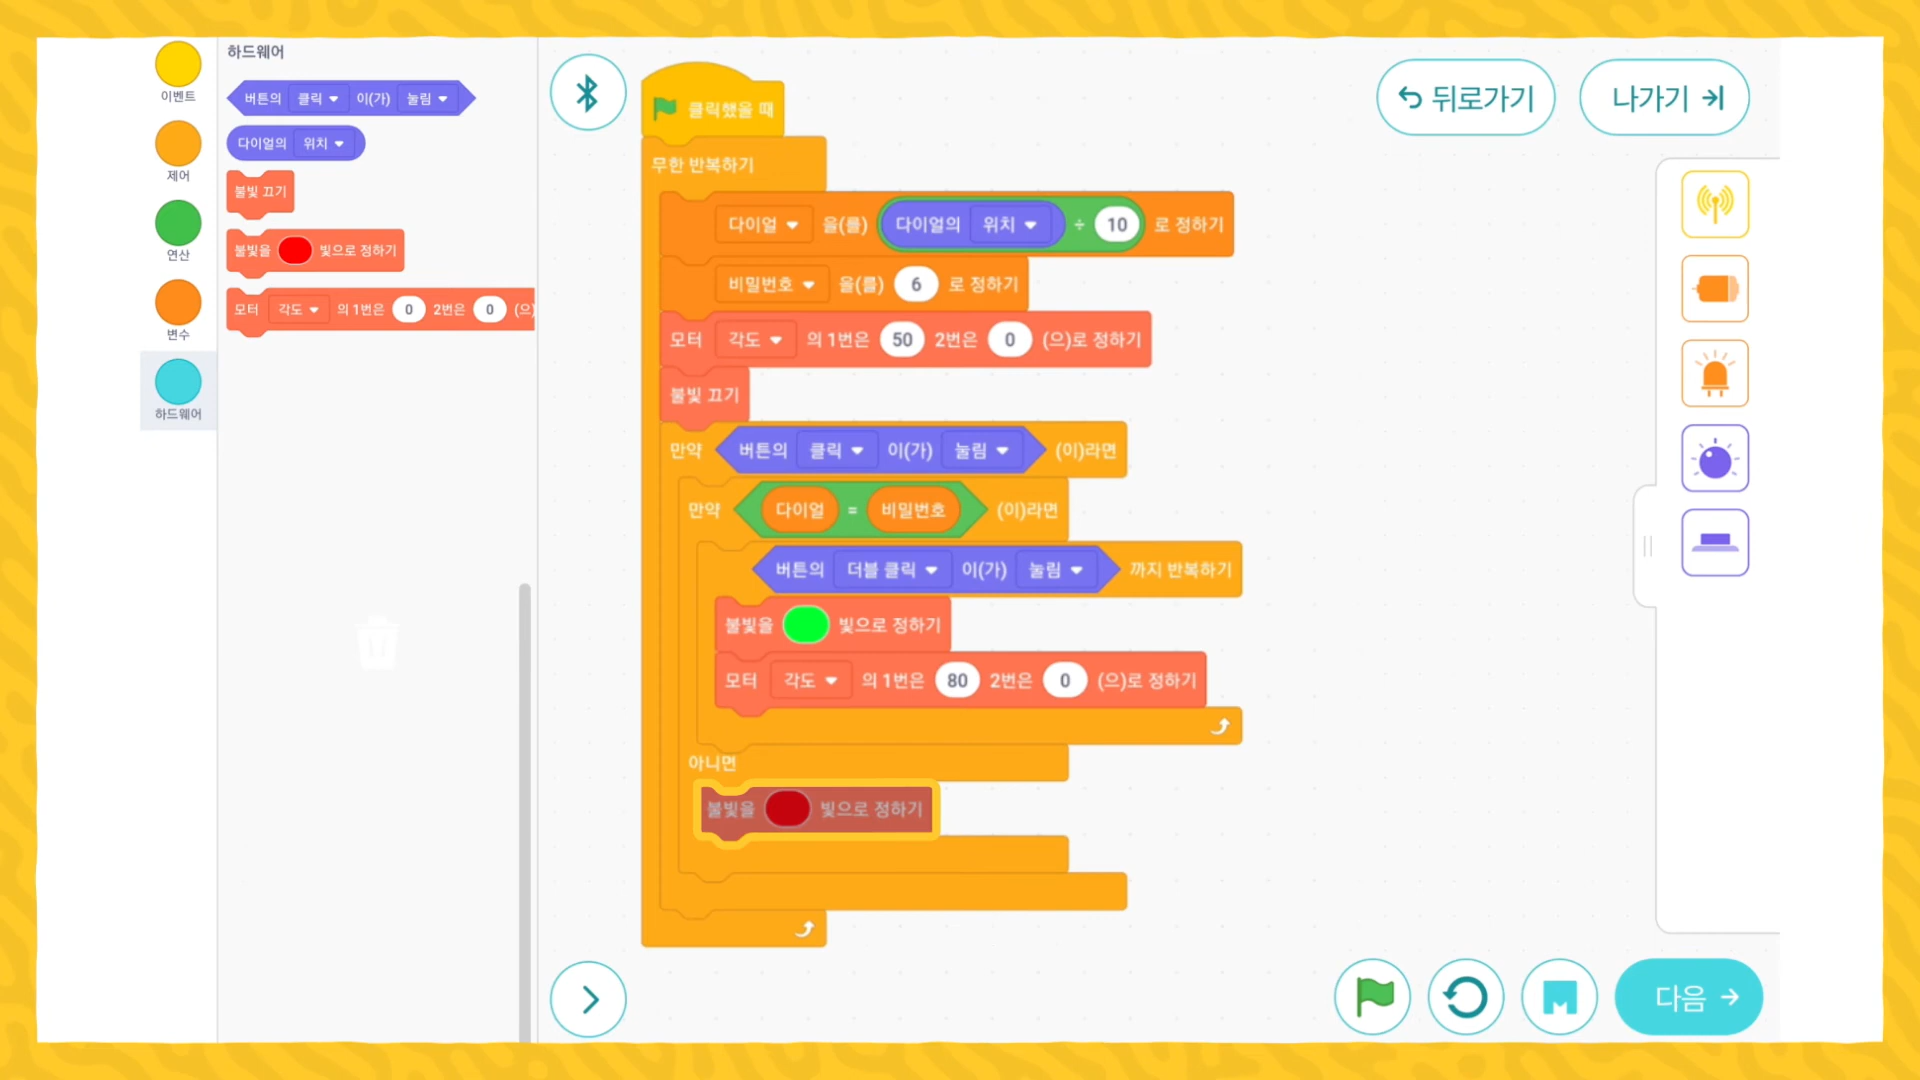 이벤트
제어
연산
변수
하드웨어
하드웨어
버튼의 클릭 이(가) 눌림
다이얼의 위치
불빛 끄기
불빛을 빛으로 정하기
모터 각도 의 1번은 0 2번은 0 (으)
뒤로가기
나가기
클릭했을 때
무한 반복하기
다이얼 을(를) 다이얼의 위치 ÷ 10 로 정하기
비밀번호 을(를) 6 로 정하기
모터 각도 의 1번은 50 2번은 0 (으)로 정하기
불빛 끄기
만약 버튼의 클릭 이(가) 눌림 (이)라면
만약 다이얼 = 비밀번호 (이)라면
버튼의 더블 클릭 이(가) 눌림 까지 반복하기
불빛을 빛으로 정하기
모터 각도 의 1번은 80 2번은 0 (으)로 정하기
아니면
불빛을 빛으로 정하기
다음